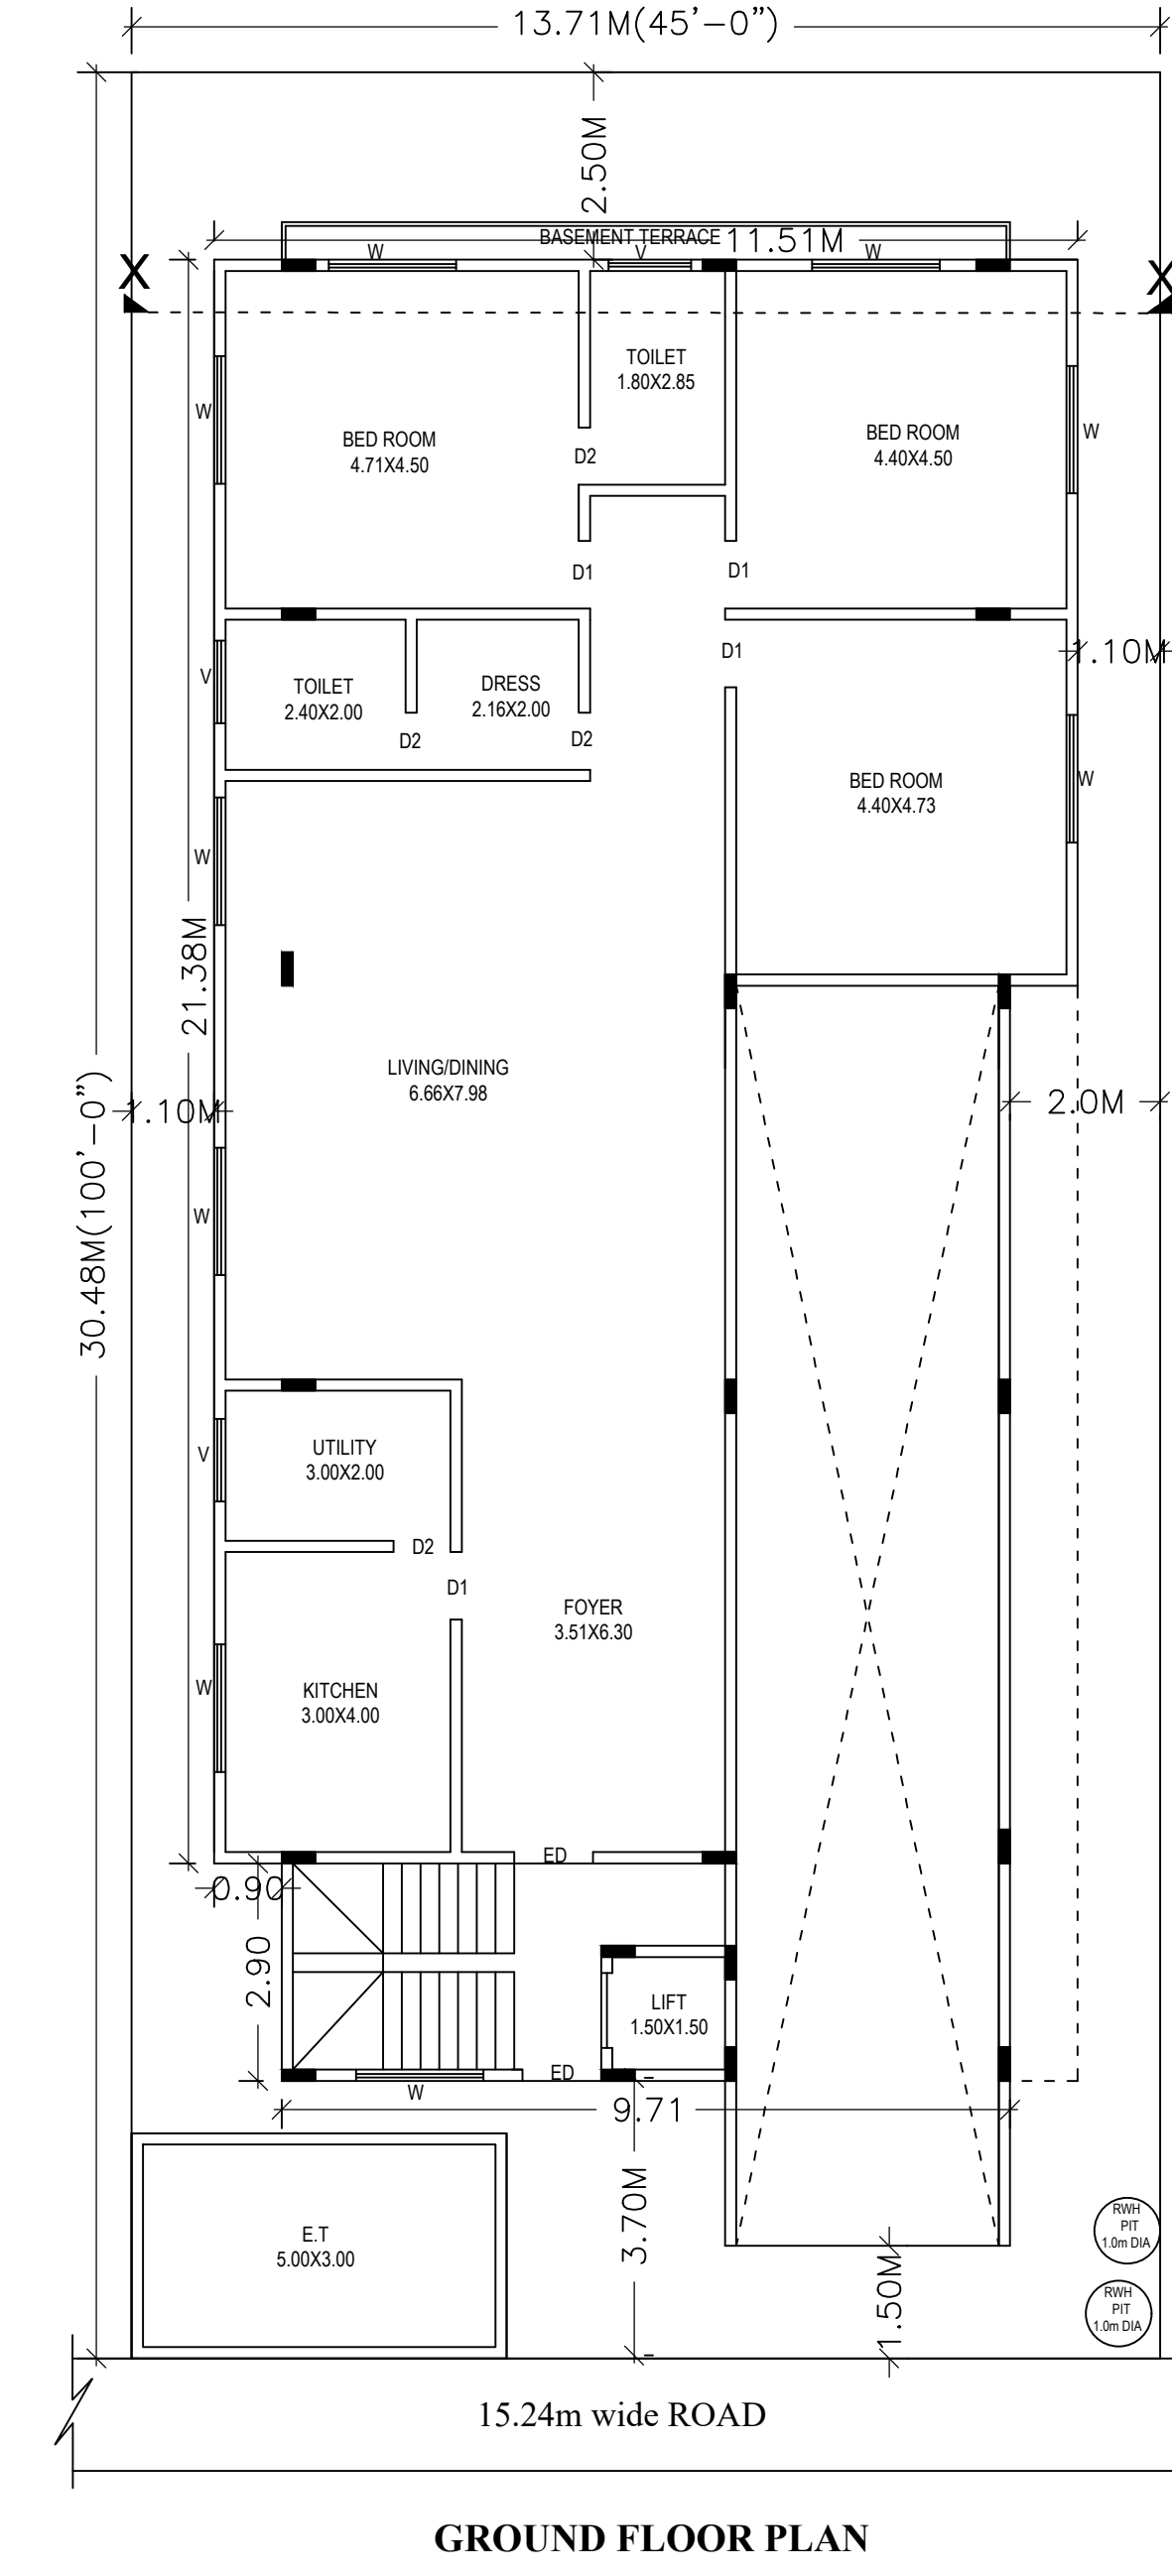 13.71M(45'-0")
2.50M
BASEMENT TERRACE
11.51M
W
V
W
X
X
TOILET
1.80X2.85
W
BED ROOM
4.71X4.50
D2
BED ROOM
4.40X4.50
W
D1
D1
D1
1.10M
V
TOILET
2.40X2.00
DRESS
2.16X2.00
D2
D2
BED ROOM
4.40X4.73
W
W
21.38M
LIVING/DINING
6.66X7.98
30.48M(100'-0")
1.10M
2.0M
W
V
UTILITY
3.00X2.00
D2
D1
FOYER
3.51X6.30
W
KITCHEN
3.00X4.00
ED
0.90
2.90
LIFT
1.50X1.50
ED
W
9.71
3.70M
E.T
5.00X3.00
1.50M
RWH
PIT
1.0m DIA
RWH
PIT
1.0m DIA
15.24m wide ROAD
GROUND FLOOR PLAN